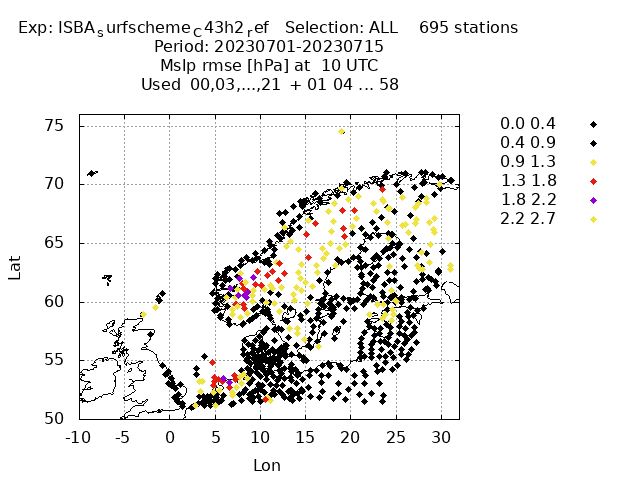 Exp: ISBA_surfscheme_C43h2_ref   Selection: ALL    695 stations
Period: 20230701-20230715
Mslp rmse [hPa] at  10 UTC
Used  00,03,...,21  + 01 04 ... 58
75
70
65
60
55
50
-10 -5 0 5 10 15 20 25 30
Lat
Lon
0.0 0.4
0.4 0.9
0.9 1.3
1.3 1.8
1.8 2.2
2.2 2.7